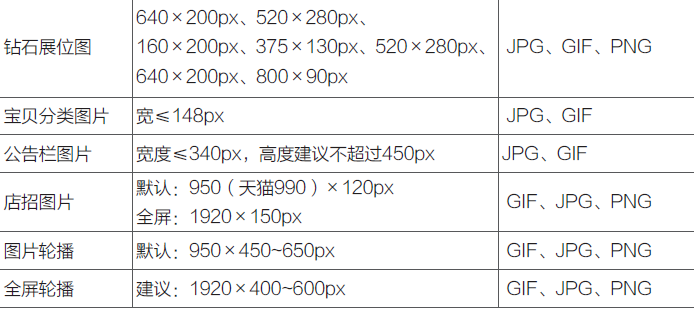 钻石展位图
640×200px、520×280px、
160×200px、375×130px、520×280px、
640×200px、800×90px
JPG、GIF、PNG
宝贝分类图片
宽≤148px
JPG、GIF
公告栏图片
宽度≤340px，高度建议不超过450px
JPG、GIF
店招图片
默认：950（天猫990）×120px
全屏：1920×150px
GIF、JPG、PNG
图片轮播
默认：950×450~650px
GIF、JPG、PNG
全屏轮播
建议：1920×400~600px
GIF、JPG、PNG